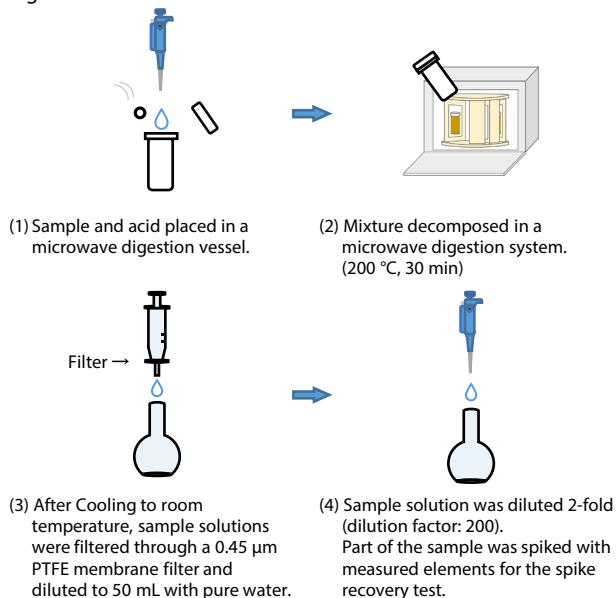 (1) Sample and acid placed in a
microwave digestion vessel.
(2) Mixture decomposed in a
microwave digestion system.
(200 °C, 30 min)
Filter →
(3) After Cooling to room
temperature, sample solutions
were filtered through a 0.45 µm
PTFE membrane filter and
diluted to 50 mL with pure water.
(4) Sample solution was diluted 2-fold
(dilution factor: 200).
Part of the sample was spiked with
measured elements for the spike
recovery test.